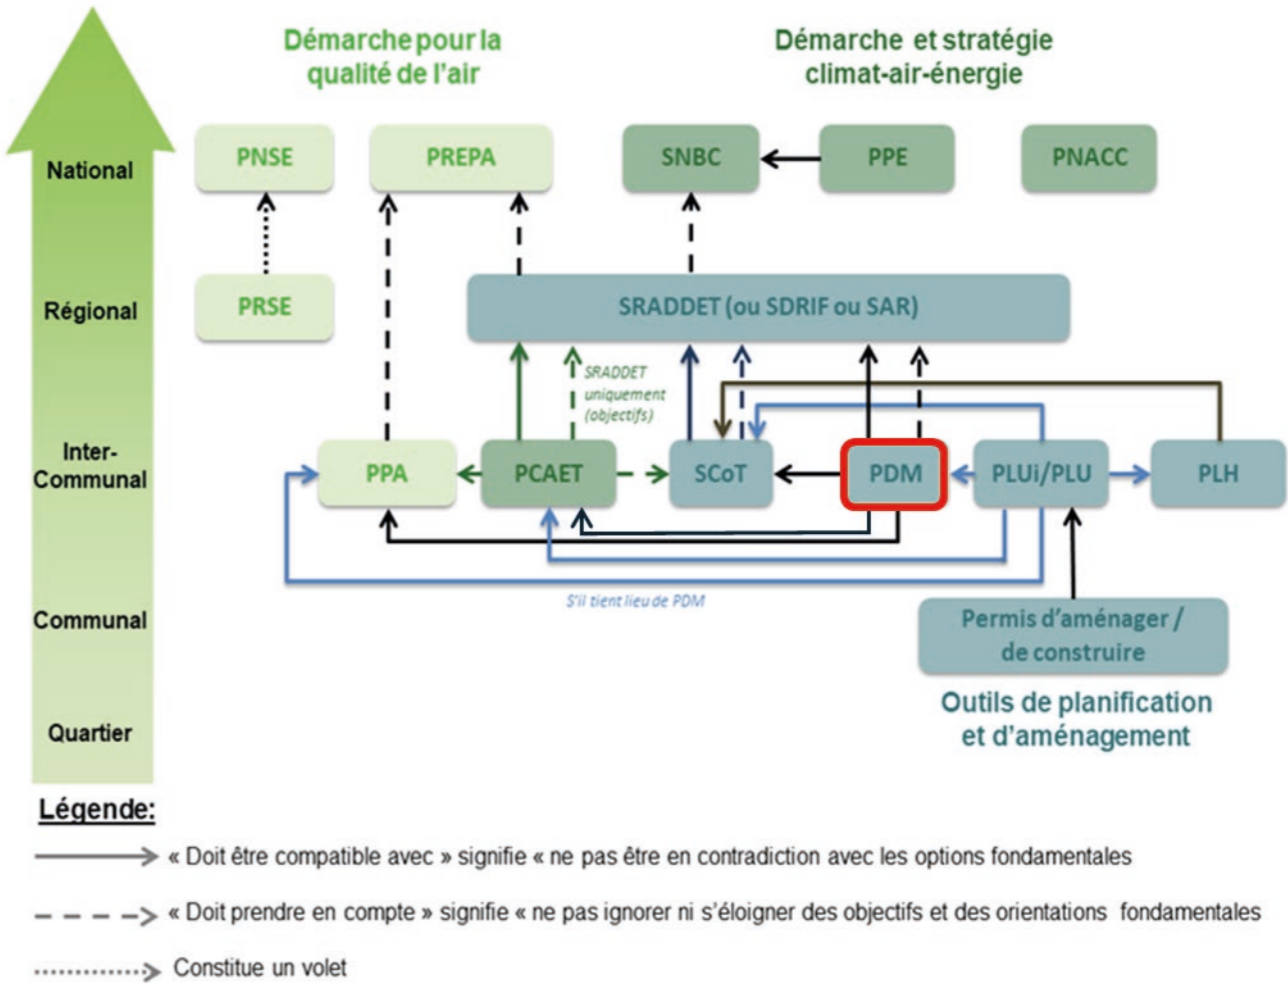 Démarche pour la
qualité de l'air
Démarche et stratégie
climat-air-énergie
National
PNSE
PREPA
SNBC
PPE
PNACC
Régional
PRSE
SRADDET (ou SDRIF ou SAR)
SRADDET
uniquement
(objectifs)
Inter-
Communal
PPA
PCAET
SCoT
PDM
PLUi/PLU
PLH
S'il tient lieu de PDM
Communal
Permis d'aménager /
de construire
Quartier
Outils de planification
et d'aménagement
Légende:
« Doit être compatible avec » signifie « ne pas être en contradiction avec les options fondamentales
« Doit prendre en compte » signifie « ne pas ignorer ni s'éloigner des objectifs et des orientations fondamentales
Constitue un volet